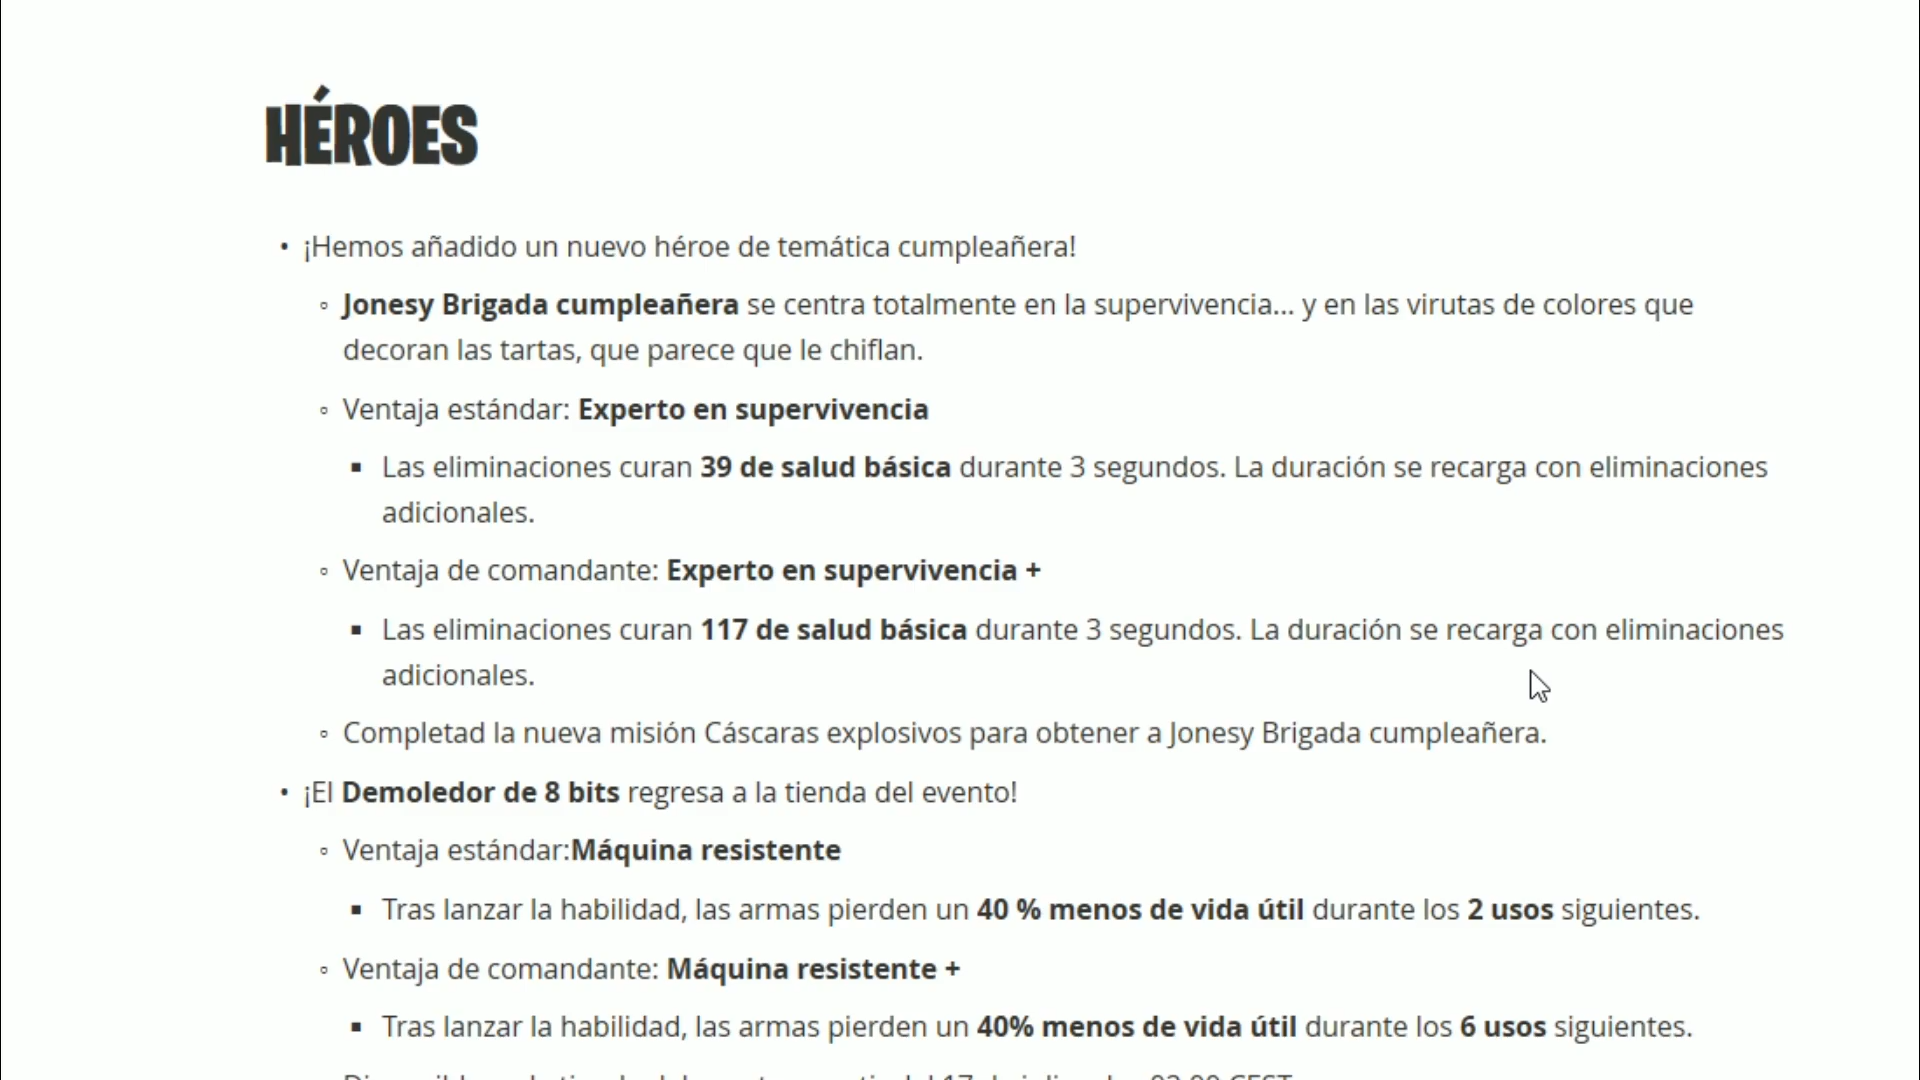 HÉROES
• ¡Hemos añadido un nuevo héroe de temática cumpleañera!
◦ Jonesy Brigada cumpleañera se centra totalmente en la supervivencia... y en las virutas de colores que
decoran las tartas, que parece que le chiflan.
◦ Ventaja estándar: Experto en supervivencia
▪ Las eliminaciones curan 39 de salud básica durante 3 segundos. La duración se recarga con eliminaciones
adicionales.
◦ Ventaja de comandante: Experto en supervivencia +
▪ Las eliminaciones curan 117 de salud básica durante 3 segundos. La duración se recarga con eliminaciones
adicionales.
◦ Completad la nueva misión Cáscaras explosivos para obtener a Jonesy Brigada cumpleañera.
• ¡El Demoledor de 8 bits regresa a la tienda del evento!
◦ Ventaja estándar:Máquina resistente
▪ Tras lanzar la habilidad, las armas pierden un 40 % menos de vida útil durante los 2 usos siguientes.
◦ Ventaja de comandante: Máquina resistente +
▪ Tras lanzar la habilidad, las armas pierden un 40% menos de vida útil durante los 6 usos siguientes.